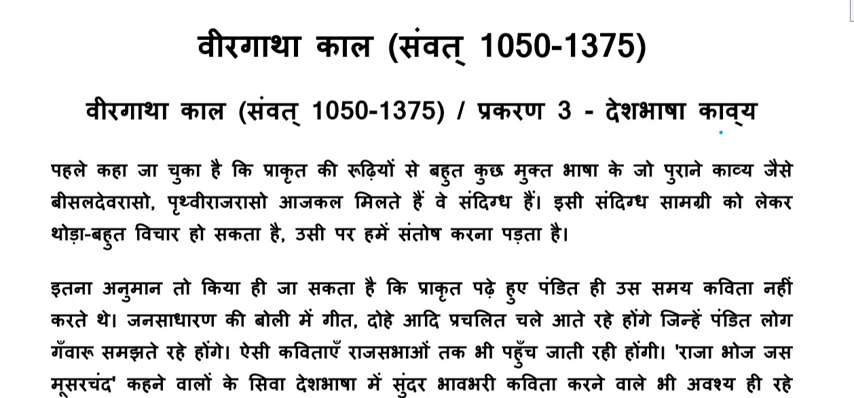 वीरगाथा काल (संवत् 1050-1375)
वीरगाथा काल (संवत् 1050-1375) / प्रकरण 3 - देशभाषा काव्य
पहले कहा जा चुका है कि प्राकृत की रूढ़ियों से बहुत कुछ मुक्त भाषा के जो पुराने काव्य जैसे
बीसलदेवरासो, पृथ्वीराजरासो आजकल मिलते हैं वे संदिग्ध हैं। इसी संदिग्ध सामग्री को लेकर
थोड़ा-बहुत विचार हो सकता है, उसी पर हमें संतोष करना पड़ता है।
इतना अनुमान तो किया ही जा सकता है कि प्राकृत पढ़े हुए पंडित ही उस समय कविता नहीं
करते थे। जनसाधारण की बोली में गीत, दोहे आदि प्रचलित चले आते रहे होंगे जिन्हें पंडित लोग
गँवारू समझते रहे होंगे। ऐसी कविताएँ राजसभाओं तक भी पहुँच जाती रही होंगी। 'राजा भोज जस
मूसरचंद' कहने वालों के सिवा देशभाषा में सुंदर भावभरी कविता करने वाले भी अवश्य ही रहे